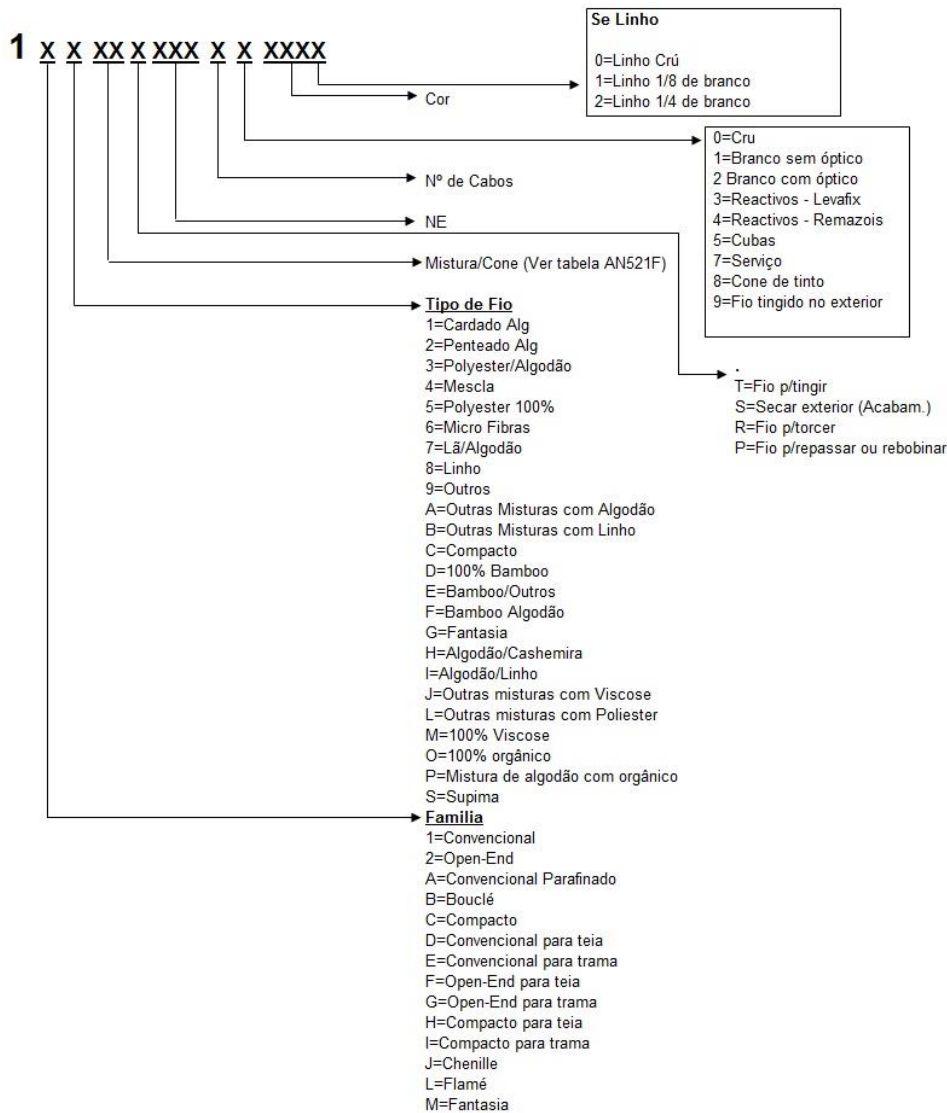 Se Linho
0=Linho Crú
1=Linho 1/8 de branco
2=Linho 1/4 de branco
1 X X XX X XXX X X XXXX
Cor
0=Cru
1=Branco sem óptico
2 Branco com óptico
3=Reactivos - Levafix
4=Reactivos - Remazois
5=Cubas
7=Serviço
8=Cone de tinto
9=Fio tingido no exterior
Nº de Cabos
NE
Mistura/Cone (Ver tabela AN521F)
.
T=Fio p/tingir
S=Secar exterior (Acabam.)
R=Fio p/torcer
P=Fio p/repassar ou rebobinar
Tipo de Fio
1=Cardado Alg
2=Penteado Alg
3=Polyester/Algodão
4=Mescla
5=Polyester 100%
6=Micro Fibras
7=Lã/Algodão
8=Linho
9=Outros
A=Outras Misturas com Algodão
B=Outras Misturas com Linho
C=Compacto
D=100% Bamboo
E=Bamboo/Outros
F=Bamboo Algodão
G=Fantasia
H=Algodão/Cashemira
I=Algodão/Linho
J=Outras misturas com Viscose
L=Outras misturas com Poliester
M=100% Viscose
O=100% orgânico
P=Mistura de algodão com orgânico
S=Supima
Familia
1=Convencional
2=Open-End
A=Convencional Parafinado
B=Bouclé
C=Compacto
D=Convencional para teia
E=Convencional para trama
F=Open-End para teia
G=Open-End para trama
H=Compacto para teia
I=Compacto para trama
J=Chenille
L=Flamé
M=Fantasia